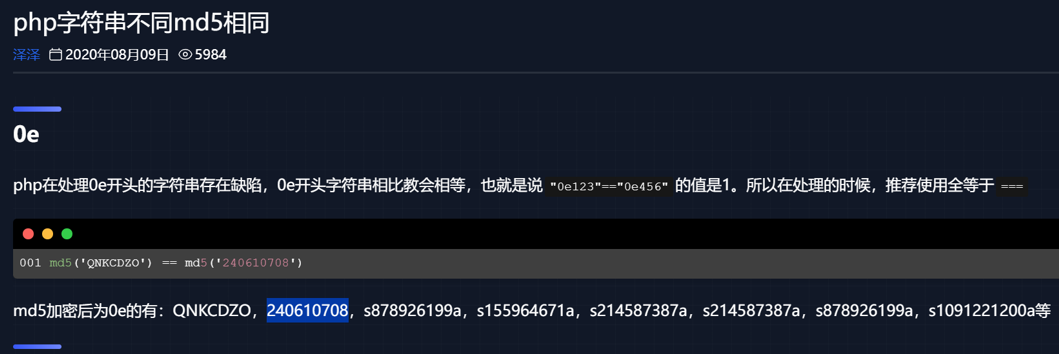 php字符串不同md5相同
泽泽 2020年08月09日 5984
0e
php在处理0e开头的字符串存在缺陷，0e开头字符串相比教会相等，也就是说 "0e123"=="0e456" 的值是1。所以在处理的时候，推荐使用全等于 ===
001 md5('QNKCDZO') == md5('240610708')
md5加密后为0e的有：QNKCDZO，240610708，s878926199a，s155964671a，s214587387a，s214587387a，s878926199a，s1091221200a等